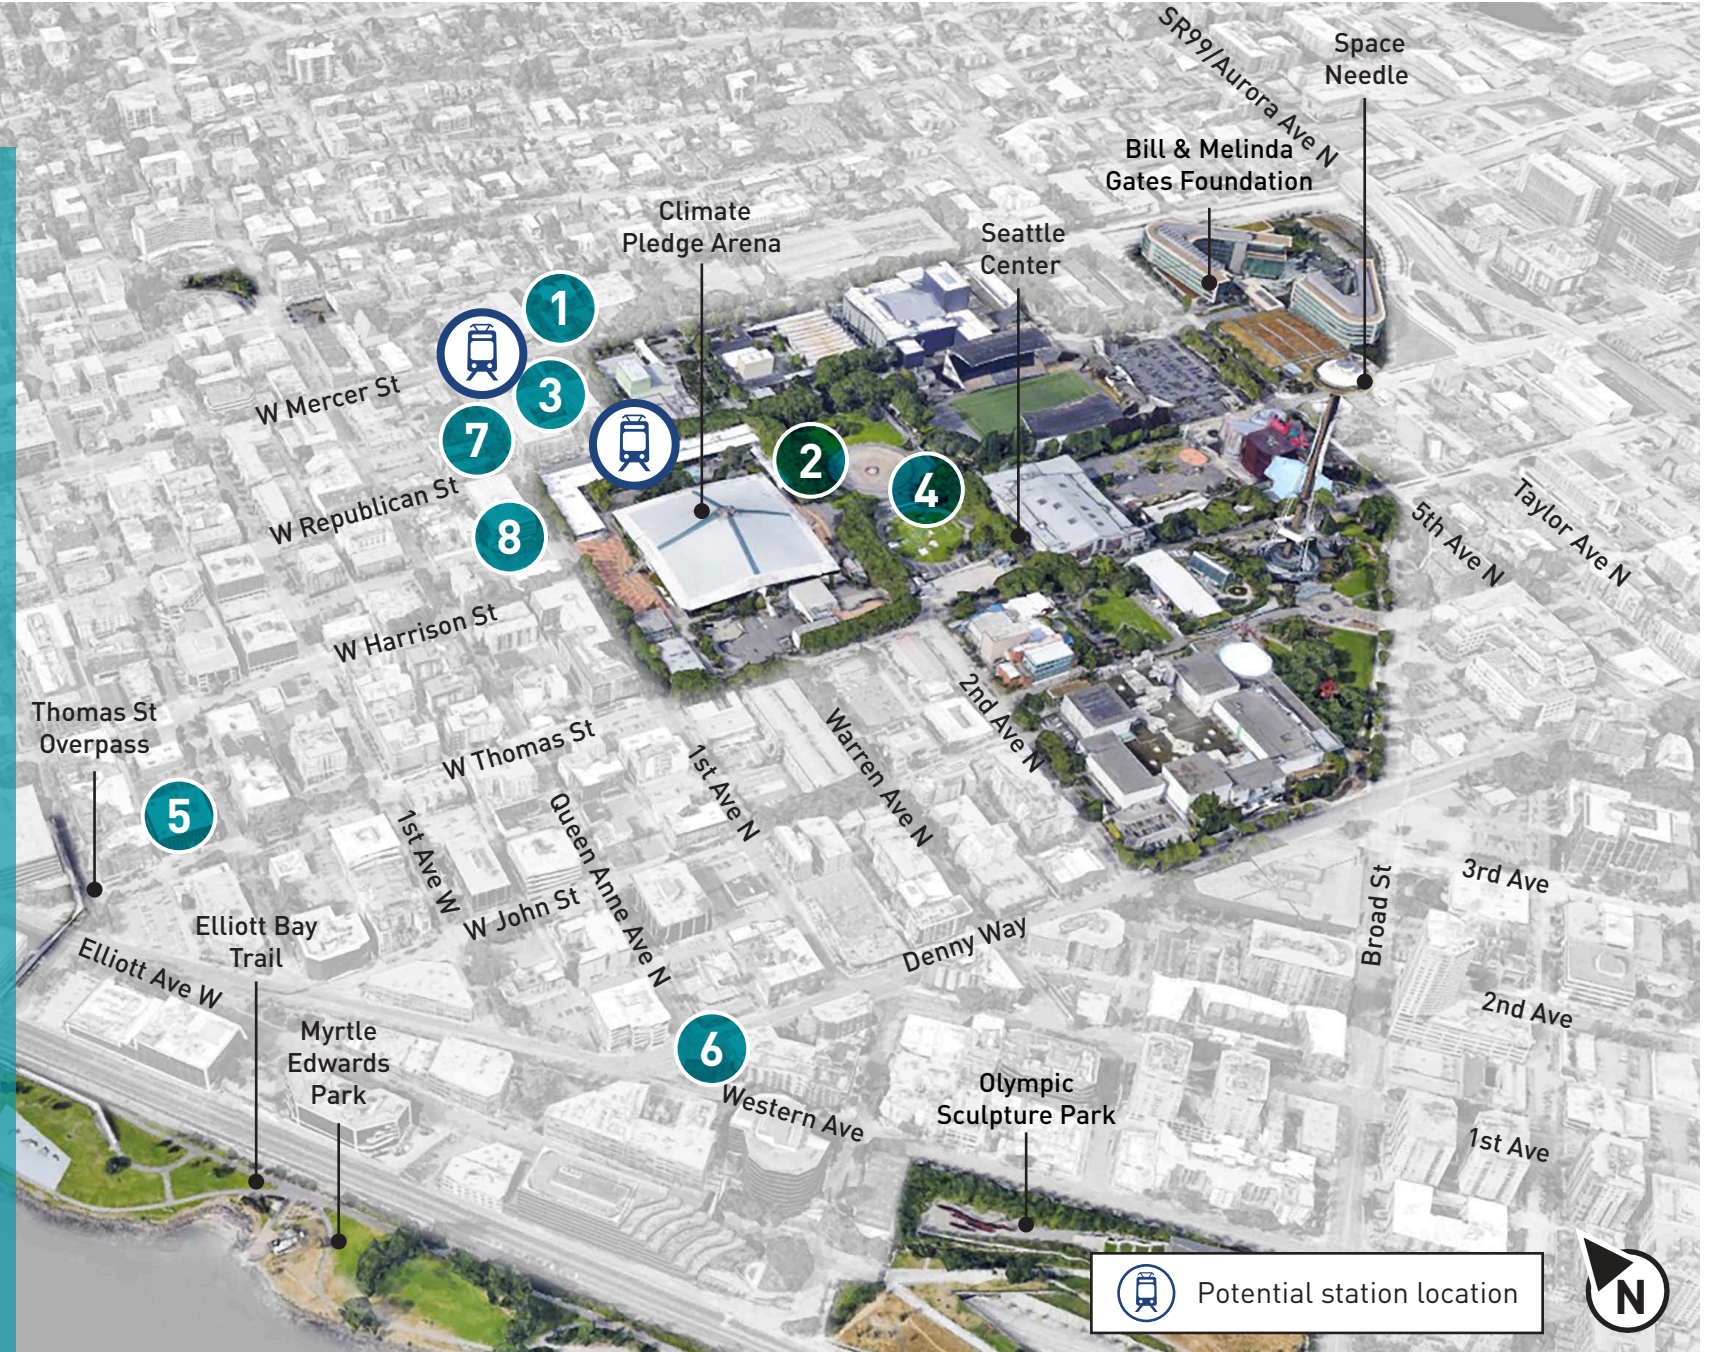 SR99/Aurora Ave N
Space
Needle
Bill & Melinda
Gates Foundation
Climate
Pledge Arena
Seattle
Center
1
3
7
2
4
8
W Mercer St
W Republican St
W Harrison St
5th Ave N
Taylor Ave N
Thomas St
Overpass
W Thomas St
1st Ave N
Warren Ave N
2nd Ave N
5
1st Ave W
Queen Anne Ave N
W John St
Denny Way
Broad St
3rd Ave
Elliott Bay
Trail
Elliott Ave W
2nd Ave
Myrtle
Edwards
Park
6
Western Ave
Olympic
Sculpture Park
1st Ave
Potential station location
N